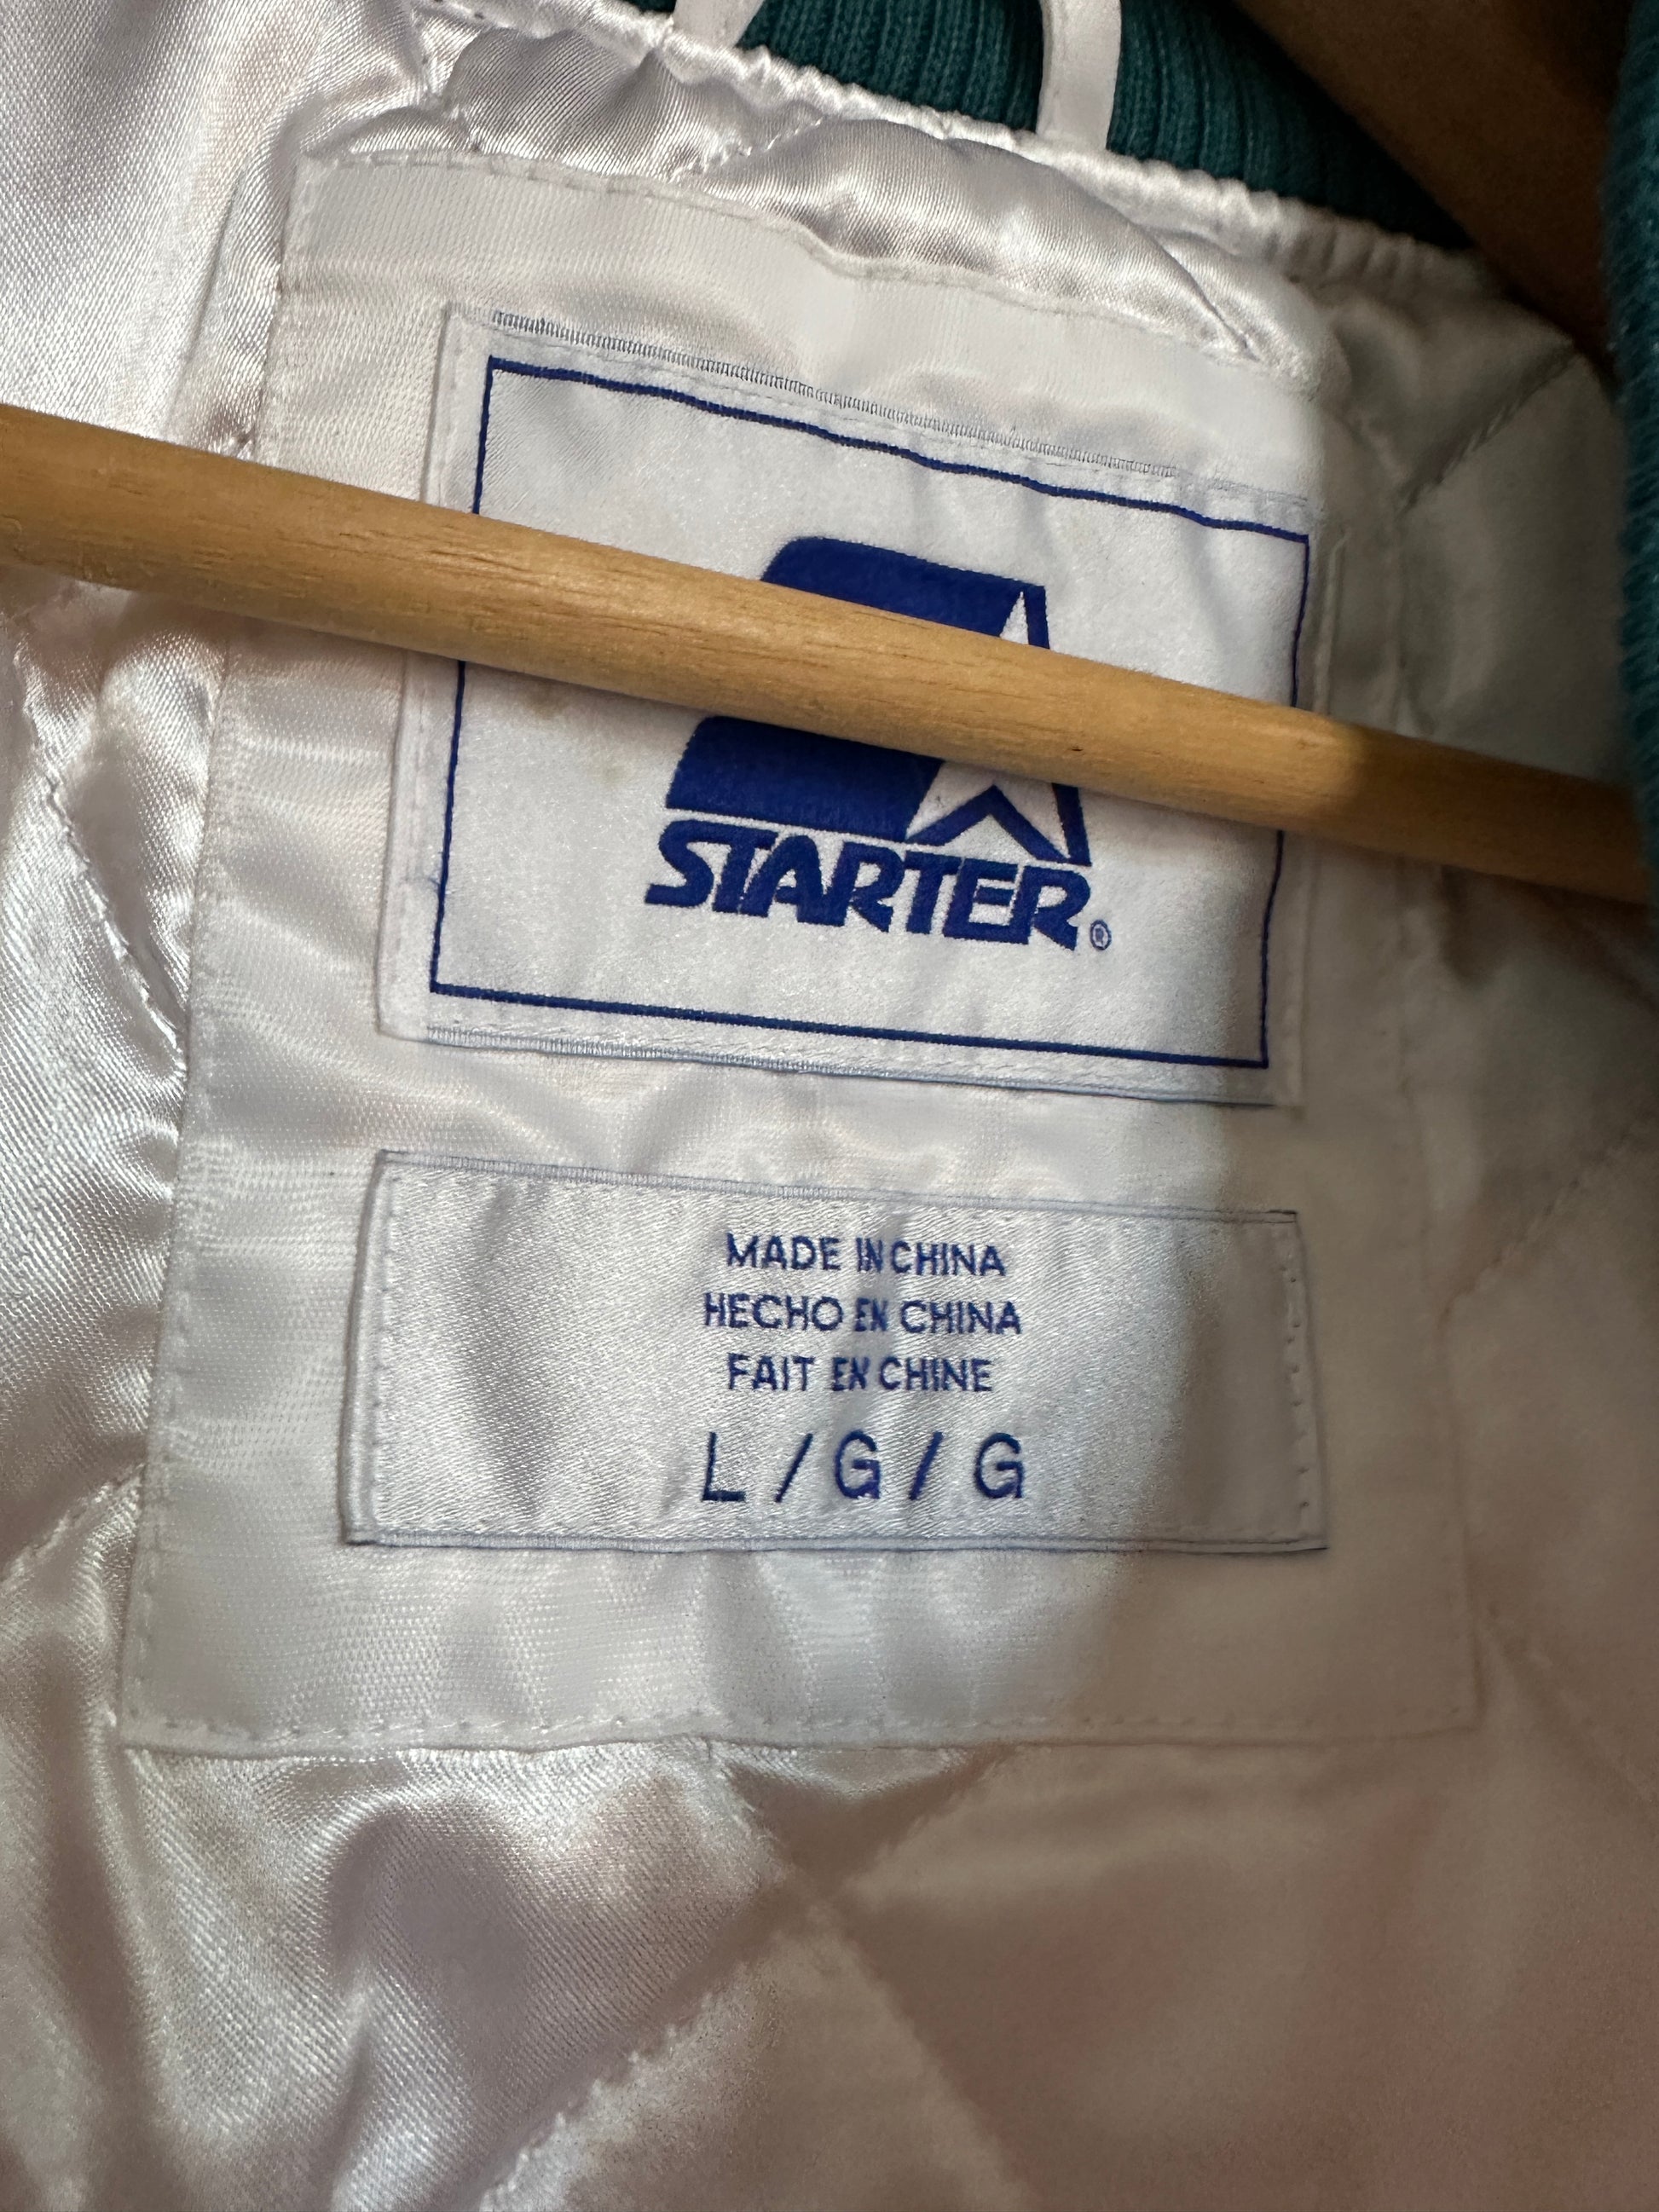 STARTER®
MADE IN CHINA
HECHO EN CHINA
FAIT EN CHINE
L / G / G